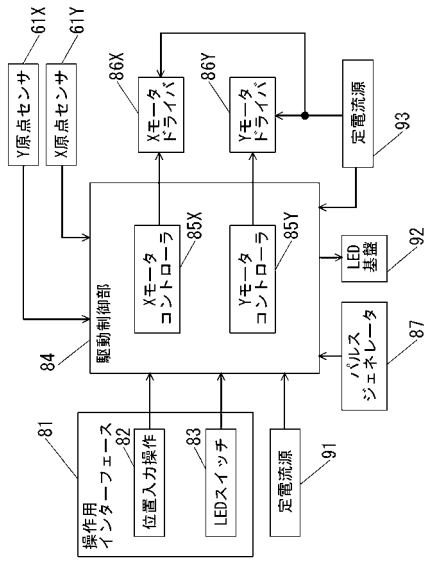 81
操作用
インターフェース
82
位置入力操作
83
LEDスイッチ
定電流源
91
84
駆動制御部
Xモータ
コントローラ
85X
Yモータ
コントローラ
85Y
パルス
ジェネレータ
87
LED
基盤
92
Y原点センサ
61X
X原点センサ
61Y
86X
Xモータ
ドライバ
86Y
Yモータ
ドライバ
定電流源
93